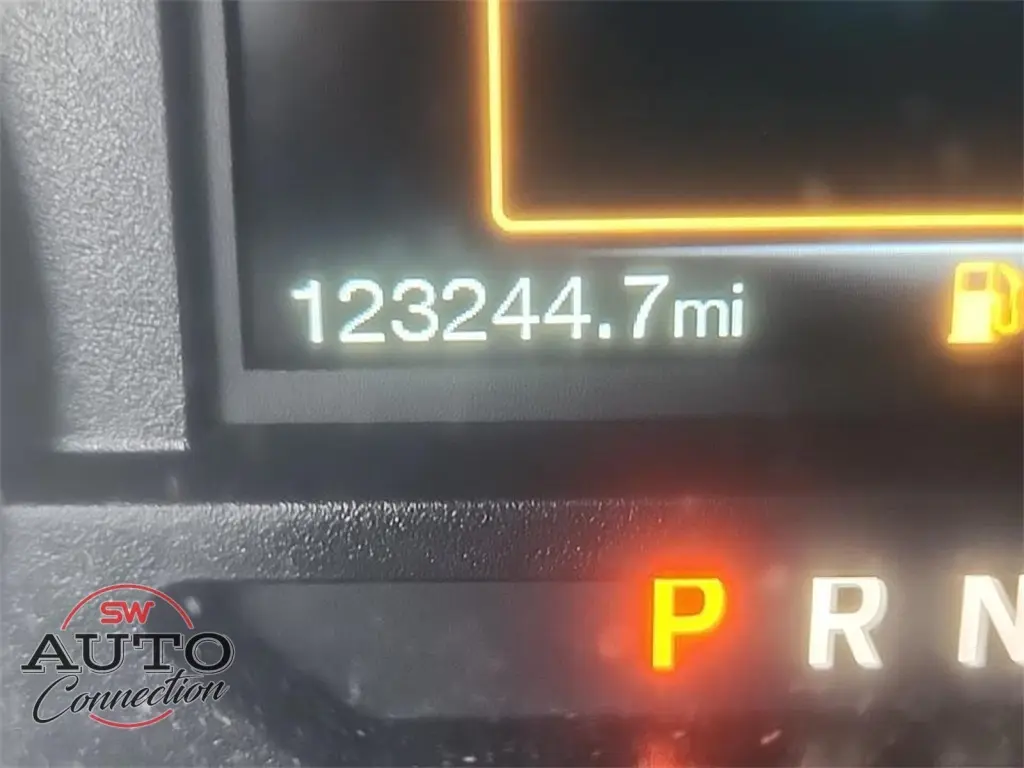 123244.7mi
P R N
SW
AUTO
Connection